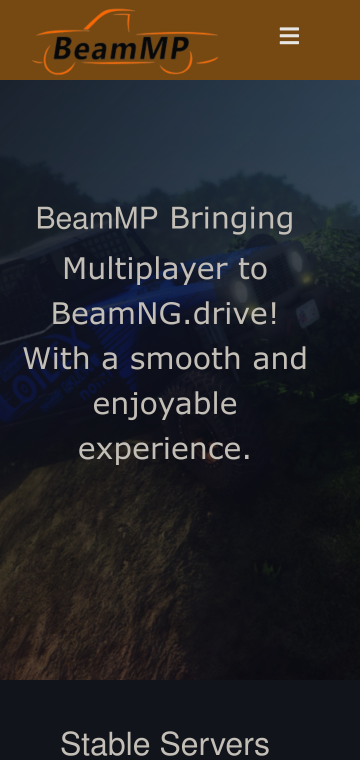 BeamMP
BeamMP Bringing
Multiplayer to
BeamNG.drive!
With a smooth and
enjoyable
experience.
Stable Servers